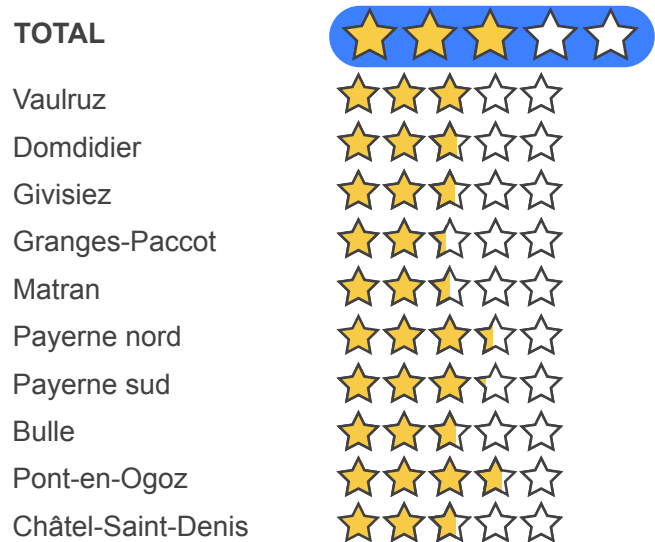 TOTAL
Vaulruz
Domdidier
Givisiez
Granges-Paccot
Matran
Payerne nord
Payerne sud
Bulle
Pont-en-Ogoz
Châtel-Saint-Denis